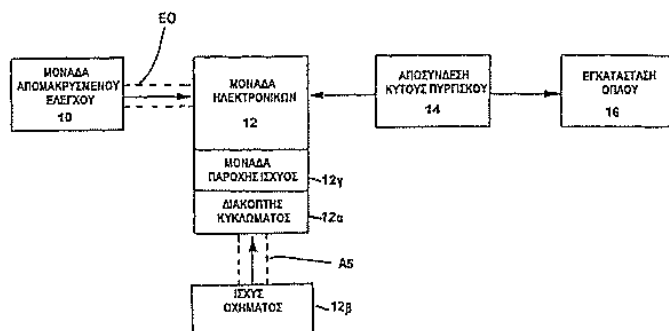 ΕΟ
ΜΟΝΑΔΑ
ΑΠΟΜΑΚΡΥΣΜΕΝΟΥ
ΕΛΕΓΧΟΥ
10
ΜΟΝΑΔΑ
ΗΛΕΚΤΡΟΝΙΚΩΝ
12
ΑΠΟΣΥΝΔΕΣΗ
ΚΥΤΟΥΣ ΠΥΡΓΙΣΚΟΥ
14
ΕΓΚΑΤΑΣΤΑΣΗ
ΟΠΛΟΥ
16
ΜΟΝΑΔΑ
ΠΑΡΟΧΗΣ ΙΣΧΥΟΣ
12γ
ΔΙΑΚΟΠΤΗΣ
ΚΥΚΛΩΜΑΤΟΣ
12α
ΑΣ
ΙΣΧΥΣ
ΟΧΗΜΑΤΟΣ
12β